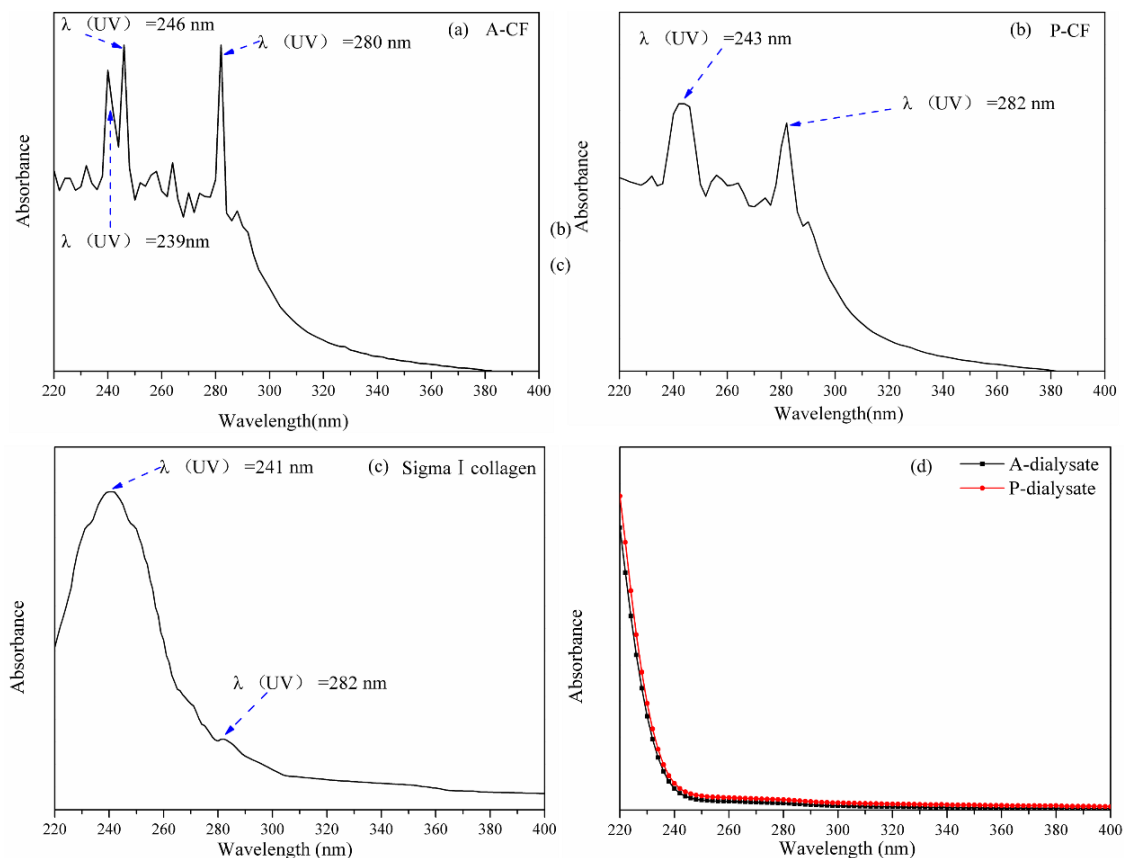 λ (UV) =246 nm
(a) A-CF
λ (UV) =280 nm
λ (UV) =239nm
Absorbance
220 240 260 280 300 320 340 360 380 400
Wavelength(nm)
(b)
(c)
(b) P-CF
λ (UV) =243 nm
λ (UV) =282 nm
Absorbance
220 240 260 280 300 320 340 360 380 400
Wavelength(nm)
(c) Sigma Ⅰ collagen
λ (UV) =241 nm
λ (UV) =282 nm
Absorbance
220 240 260 280 300 320 340 360 380 400
Wavelength (nm)
(d)
A-dialysate
P-dialysate
Absorbance
220 240 260 280 300 320 340 360 380 400
Wavelength (nm)